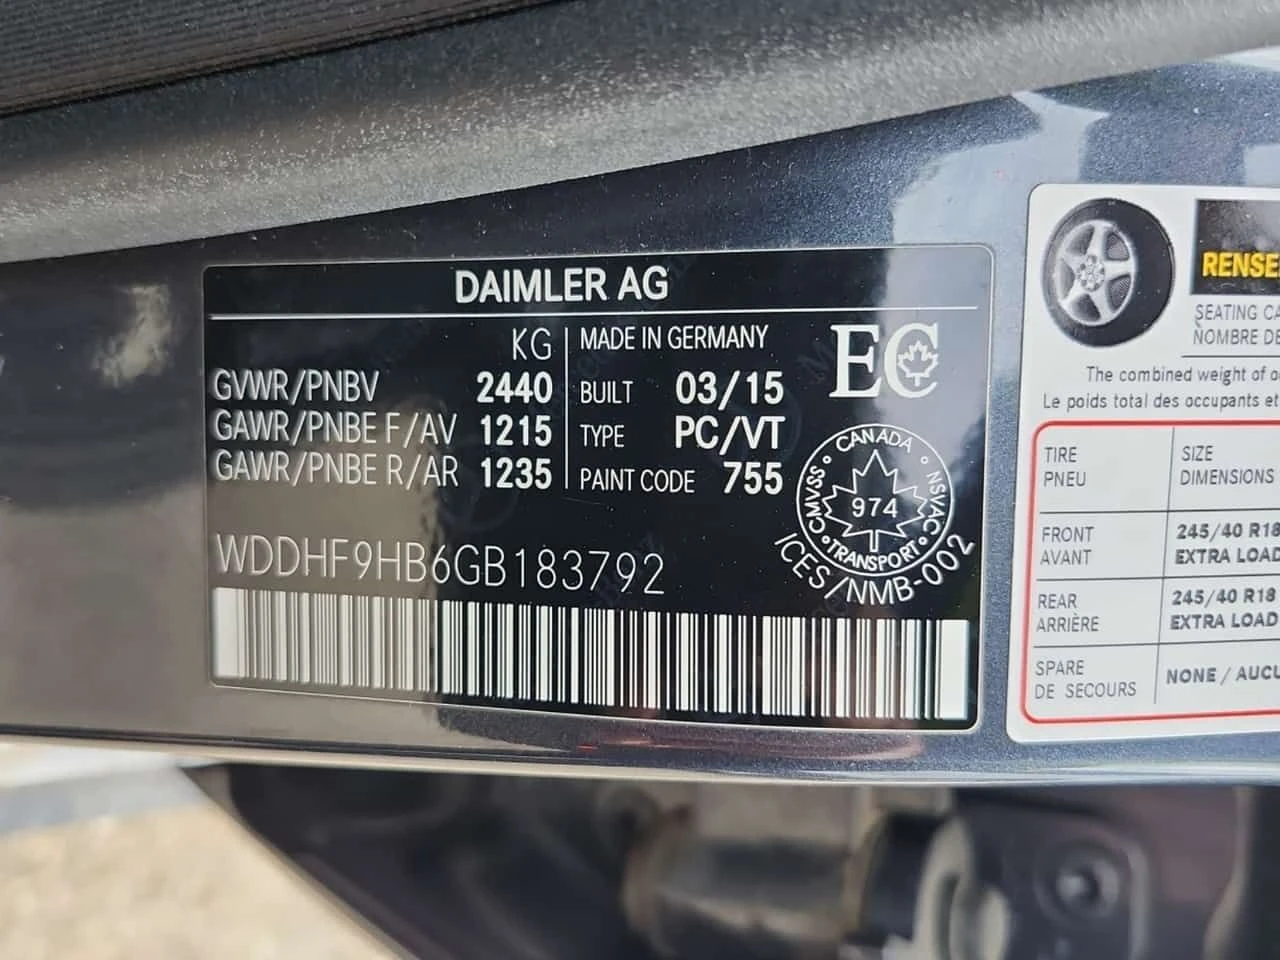 DAIMLER AG
KG
GVWR/PNBV 2440
GAWR/PNBE F/AV 1215
GAWR/PNBE R/AR 1235
MADE IN GERMANY
BUILT 03/15
TYPE PC/VT
PAINT CODE 755
EC
CANADA
CMVSS
NSVAC
974
TRANSPORT
ICES/NMB-002
WDDHF9HB6GB183792
RENSE
SEATING CA
NOMBRE DE
The combined weight of o
Le poids total des occupants et
TIRE
PNEU
SIZE
DIMENSIONS
FRONT
AVANT
245/40 R18
EXTRA LOAD
REAR
ARRIÈRE
245/40 R18
EXTRA LOAD
SPARE
DE SECOURS
NONE / AUCU